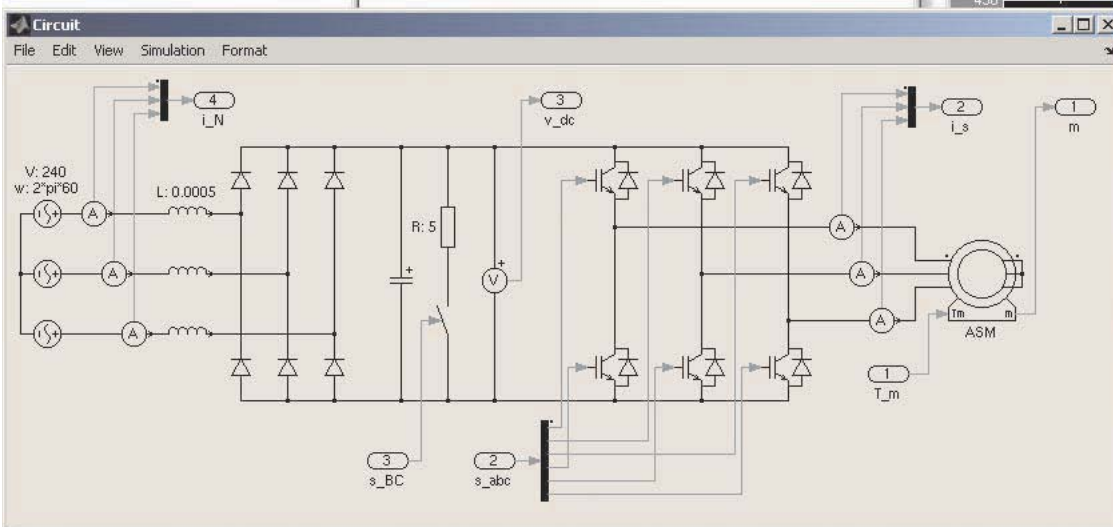 438
Circuit
File Edit View Simulation Format
4
i_N
3
v_dc
2
i_s
1
m
V: 240
w: 2*pi*60
L: 0.0005
A
A
A
R: 5
V
A
A
A
Tm m
ASM
1
T_m
3
s_BC
2
s_abc